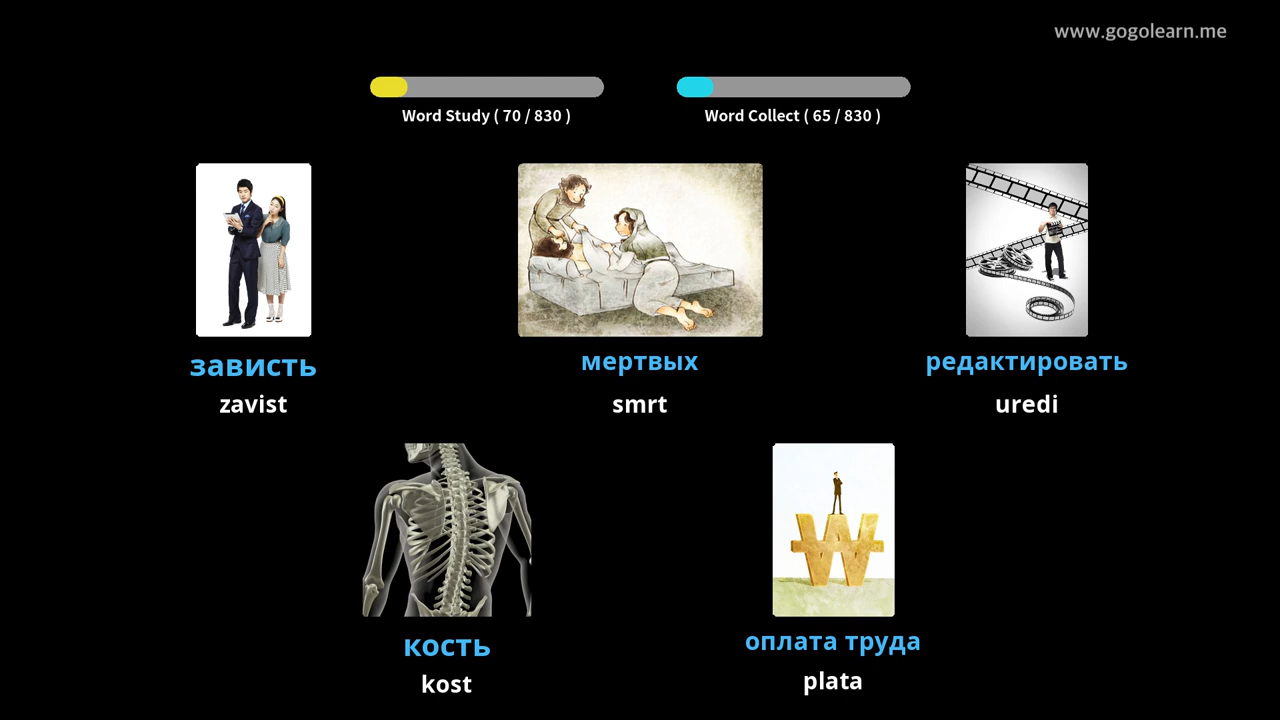 www.gogolearn.me
Word Study ( 70 / 830 )
Word Collect ( 65 / 830 )
зависть
zavist
мертвых
smrt
редактировать
uredi
кость
kost
оплата труда
plata